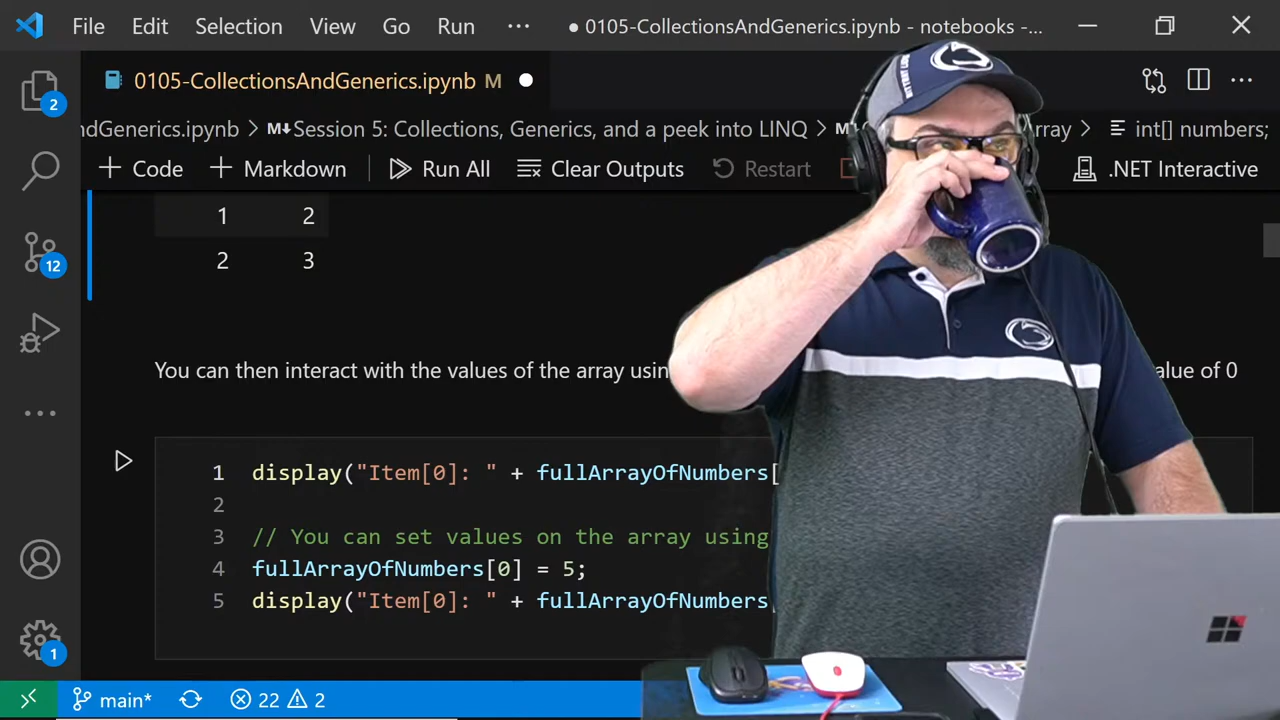 File Edit Selection View Go Run ··· ● 0105-CollectionsAndGenerics.ipynb - notebooks -...
0105-CollectionsAndGenerics.ipynb M
2
ndGenerics.ipynb > M↓Session 5: Collections, Generics, and a peek into LINQ > rray > int[] numbers;
+ Code + Markdown Run All Clear Outputs Restart .NET Interactive
1 2
2 3
12
You can then interact with the values of the array usin alue of 0
1 display("Item[0]: " + fullArrayOfNumbers[
2
3 // You can set values on the array using
4 fullArrayOfNumbers[0] = 5;
5 display("Item[0]: " + fullArrayOfNumbers[
1
main* 22 2